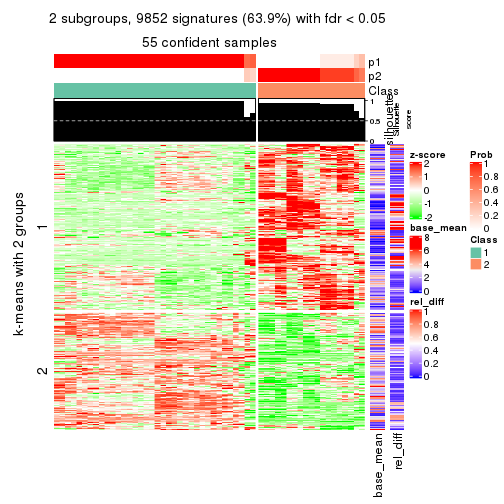 2 subgroups, 9852 signatures (63.9%) with fdr < 0.05
55 confident samples
p1
p2
Class
silhouette
Silhouette
score
1
0.5
0
k-means with 2 groups
1
2
base_mean
rel_diff
z-score
2
1
0
-1
-2
base_mean
8
6
4
2
0
rel_diff
1
0.8
0.6
0.4
0.2
0
Prob
1
0.8
0.6
0.4
0.2
0
Class
1
2